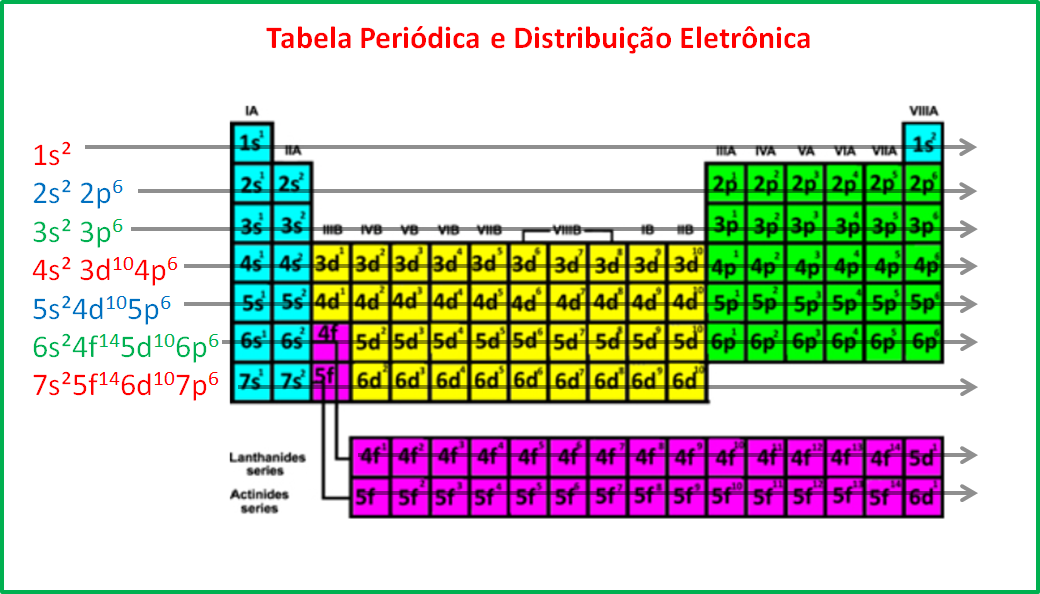 Tabela Periódica e Distribuição Eletrônica
IA VIIIA
1s² 1s¹ IIA IIIA IVA VA VIA VIIA 1s²
2s² 2p⁶ 2s¹ 2s² 2p¹ 2p² 2p³ 2p⁴ 2p⁵ 2p⁶
3s² 3p⁶ 3s¹ 3s² IIIB IVB VB VIB VIIB VIIIB IB IIB 3p¹ 3p² 3p³ 3p⁴ 3p⁵ 3p⁶
4s² 3d¹⁰4p⁶ 4s¹ 4s² 3d¹ 3d² 3d³ 3d⁴ 3d⁵ 3d⁶ 3d⁷ 3d⁸ 3d⁹ 3d¹⁰ 4p¹ 4p² 4p³ 4p⁴ 4p⁵ 4p⁶
5s²4d¹⁰5p⁶ 5s¹ 5s² 4d¹ 4d² 4d³ 4d⁴ 4d⁵ 4d⁶ 4d⁷ 4d⁸ 4d⁹ 4d¹⁰ 5p¹ 5p² 5p³ 5p⁴ 5p⁵ 5p⁶
6s²4f¹⁴5d¹⁰6p⁶ 6s¹ 6s² 4f 5d² 5d³ 5d⁴ 5d⁵ 5d⁶ 5d⁷ 5d⁸ 5d⁹ 5d¹⁰ 6p¹ 6p² 6p³ 6p⁴ 6p⁵ 6p⁶
7s²5f¹⁴6d¹⁰7p⁶ 7s¹ 7s² 5f 6d² 6d³ 6d⁴ 6d⁵ 6d⁶ 6d⁷ 6d⁸ 6d⁹ 6d¹⁰
Lanthanides series 4f¹ 4f² 4f³ 4f⁴ 4f⁵ 4f⁶ 4f⁷ 4f⁸ 4f⁹ 4f¹⁰ 4f¹¹ 4f¹² 4f¹³ 4f¹⁴ 5d¹
Actinides series 5f¹ 5f² 5f³ 5f⁴ 5f⁵ 5f⁶ 5f⁷ 5f⁸ 5f⁹ 5f¹⁰ 5f¹¹ 5f¹² 5f¹³ 5f¹⁴ 6d¹